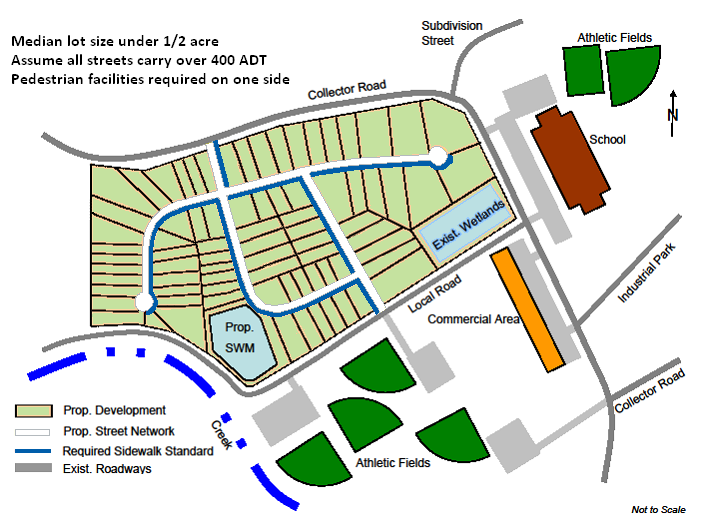 Median lot size under 1/2 acre
Assume all streets carry over 400 ADT
Pedestrian facilities required on one side
Subdivision
Street
Athletic Fields
Collector Road
N
School
Exist. Wetlands
Industrial Park
Local Road
Commercial Area
Prop.
SWM
Creek
Collector Road
Athletic Fields
Prop. Development
Prop. Street Network
Required Sidewalk Standard
Exist. Roadways
Not to Scale